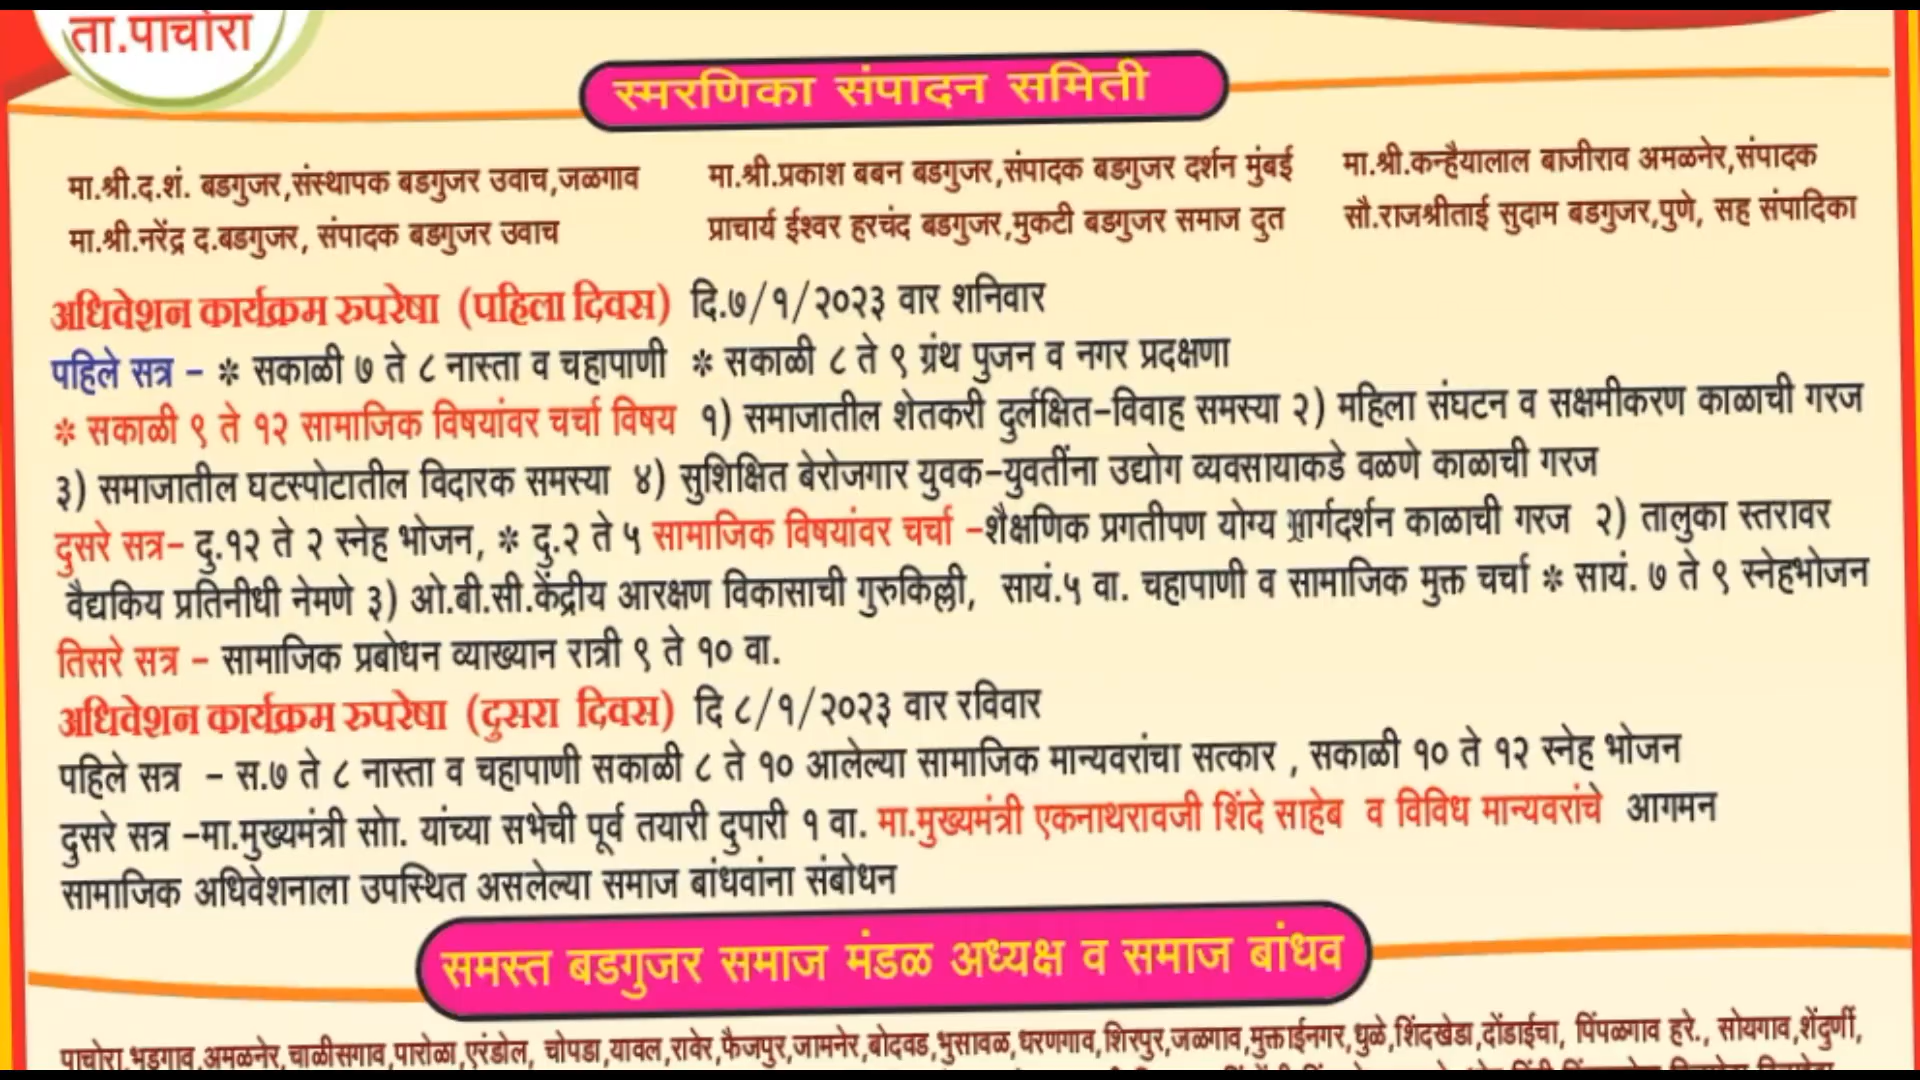 ता.पाचोरा
स्मरणिका संपादन समिती
मा.श्री.द.शं. बडगुजर,संस्थापक बडगुजर उवाच,जळगाव
मा.श्री.नरेंद्र द.बडगुजर, संपादक बडगुजर उवाच
मा.श्री.प्रकाश बबन बडगुजर,संपादक बडगुजर दर्शन मुंबई
प्राचार्य ईश्वर हरचंद बडगुजर,मुकटी बडगुजर समाज दुत
मा.श्री.कन्हैयालाल बाजीराव अमळनेर,संपादक
सौ.राजश्रीताई सुदाम बडगुजर,पुणे, सह संपादिका
अधिवेशन कार्यक्रम रुपरेषा (पहिला दिवस) दि.७/१/२०२३ वार शनिवार
पहिले सत्र – * सकाळी ७ ते ८ नास्ता व चहापाणी * सकाळी ८ ते ९ ग्रंथ पुजन व नगर प्रदक्षणा
* सकाळी ९ ते १२ सामाजिक विषयांवर चर्चा विषय १) समाजातील शेतकरी दुर्लक्षित-विवाह समस्या २) महिला संघटन व सक्षमीकरण काळाची गरज
३) समाजातील घटस्पोटातील विदारक समस्या ४) सुशिक्षित बेरोजगार युवक-युवतींना उद्योग व्यवसायाकडे वळणे काळाची गरज
दुसरे सत्र– दु.१२ ते २ स्नेह भोजन, * दु.२ ते ५ सामाजिक विषयांवर चर्चा –शैक्षणिक प्रगतीपण योग्य मार्गदर्शन काळाची गरज २) तालुका स्तरावर
वैद्यकिय प्रतिनीधी नेमणे ३) ओ.बी.सी.केंद्रीय आरक्षण विकासाची गुरुकिल्ली, सायं.५ वा. चहापाणी व सामाजिक मुक्त चर्चा * सायं. ७ ते ९ स्नेहभोजन
तिसरे सत्र – सामाजिक प्रबोधन व्याख्यान रात्री ९ ते १० वा.
अधिवेशन कार्यक्रम रुपरेषा (दुसरा दिवस) दि ८/१/२०२३ वार रविवार
पहिले सत्र – स.७ ते ८ नास्ता व चहापाणी सकाळी ८ ते १० आलेल्या सामाजिक मान्यवरांचा सत्कार , सकाळी १० ते १२ स्नेह भोजन
दुसरे सत्र –मा.मुख्यमंत्री सो. यांच्या सभेची पूर्व तयारी दुपारी १ वा. मा.मुख्यमंत्री एकनाथरावजी शिंदे साहेब व विविध मान्यवरांचे आगमन
सामाजिक अधिवेशनाला उपस्थित असलेल्या समाज बांधवांना संबोधन
समस्त बडगुजर समाज मंडळ अध्यक्ष व समाज बांधव
पाचोरा,भडगाव,अमळनेर,चाळीसगाव,पारोळा,एरंडोल, चोपडा,यावल,रावेर,फैजपुर,जामनेर,बोदवड,भुसावळ,धरणगाव,शिरपुर,जळगाव,मुक्ताईनगर,धुळे,शिंदखेडा,दोंडाईचा, पिंपळगाव हरे., सोयगाव,शेंदुर्णी,